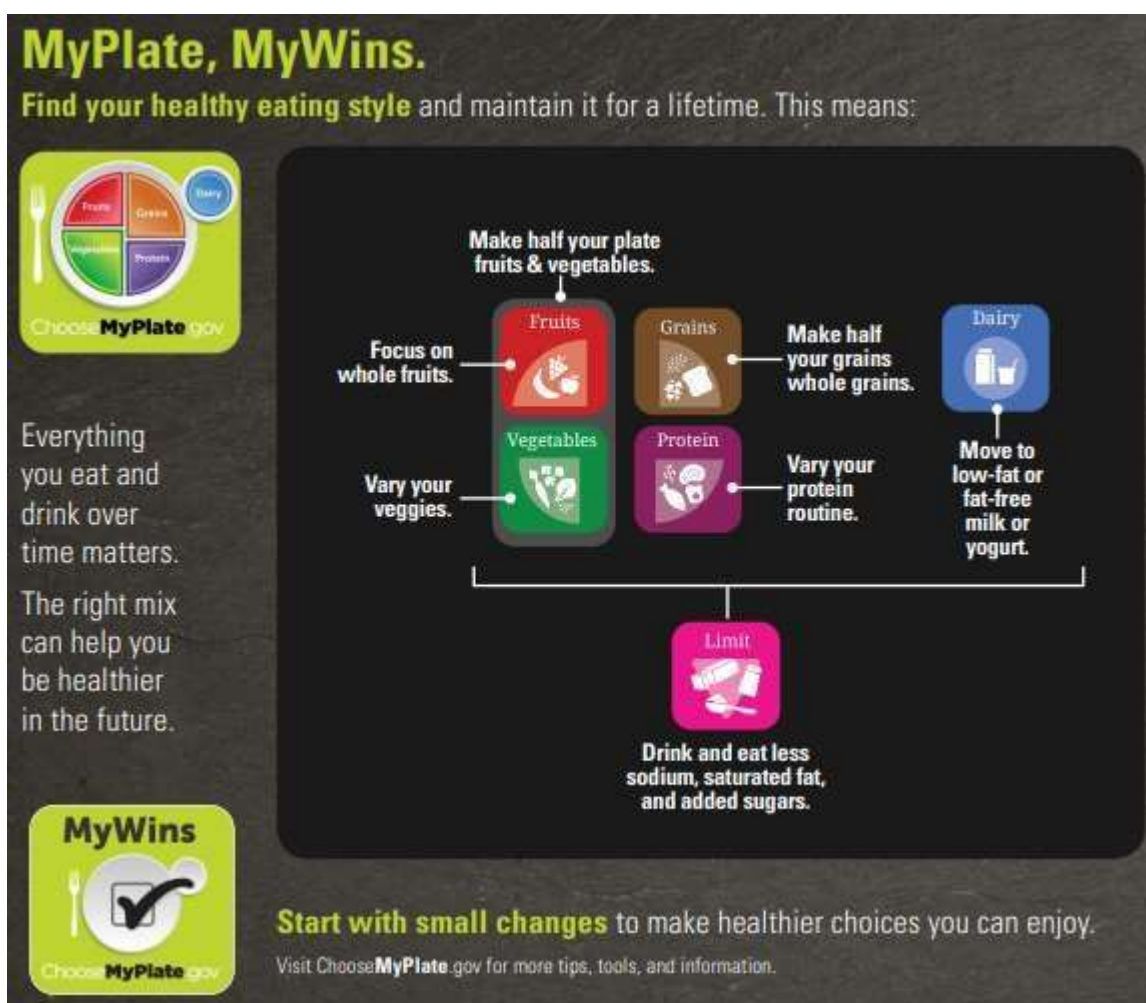 MyPlate, MyWins.
Find your healthy eating style and maintain it for a lifetime. This means:
Fruits
Grains
Dairy
Vegetables
Protein
ChooseMyPlate.gov
Everything
you eat and
drink over
time matters.
The right mix
can help you
be healthier
in the future.
MyWins
ChooseMyPlate.gov
Make half your plate
fruits & vegetables.
Fruits
Focus on
whole fruits.
Grains
Make half
your grains
whole grains.
Dairy
Move to
low-fat or
fat-free
milk or
yogurt.
Vegetables
Vary your
veggies.
Protein
Vary your
protein
routine.
Limit
Drink and eat less
sodium, saturated fat,
and added sugars.
Start with small changes to make healthier choices you can enjoy.
Visit ChooseMyPlate.gov for more tips, tools, and information.